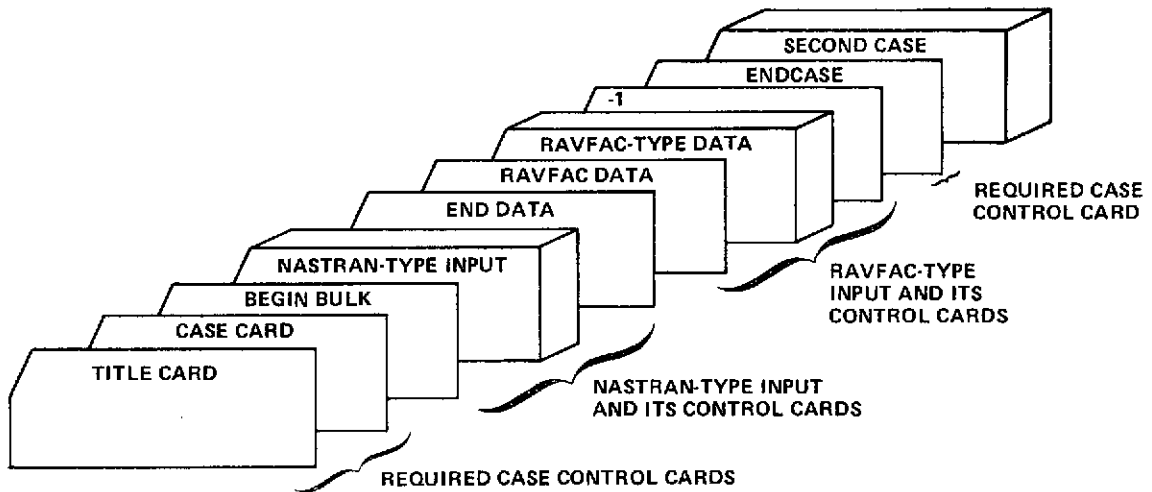 SECOND CASE
ENDCASE
-1
RAVFAC-TYPE DATA
RAVFAC DATA
END DATA
NASTRAN-TYPE INPUT
BEGIN BULK
CASE CARD
TITLE CARD
REQUIRED CASE
CONTROL CARD
RAVFAC-TYPE
INPUT AND ITS
CONTROL CARDS
NASTRAN-TYPE INPUT
AND ITS CONTROL CARDS
REQUIRED CASE CONTROL CARDS